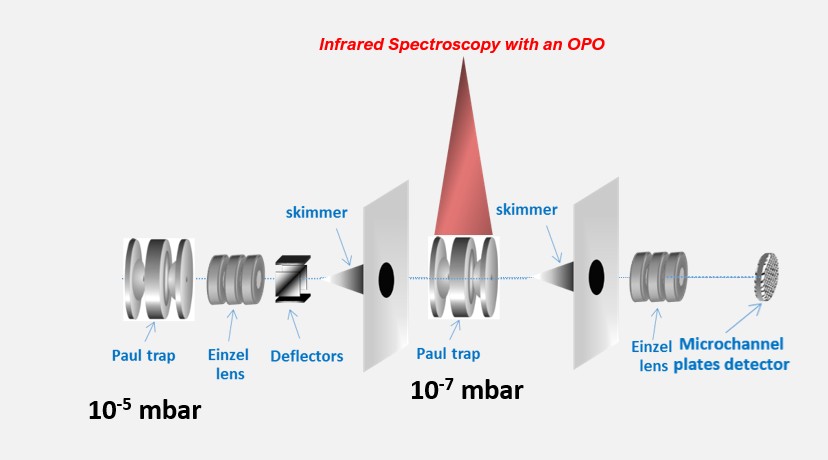 Infrared Spectroscopy with an OPO
skimmer
skimmer
Paul trap
Einzel
lens
Deflectors
Paul trap
Einzel
lens
Microchannel
plates detector
10⁻⁵ mbar
10⁻⁷ mbar